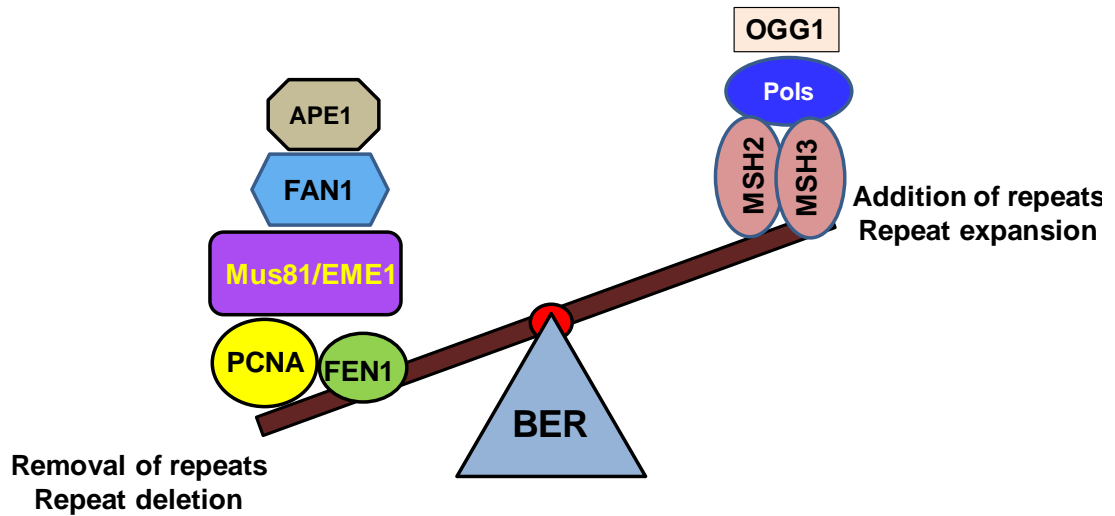 OGG1
Pols
MSH2
MSH3
Addition of repeats
Repeat expansion
APE1
FAN1
Mus81/EME1
PCNA
FEN1
BER
Removal of repeats
Repeat deletion